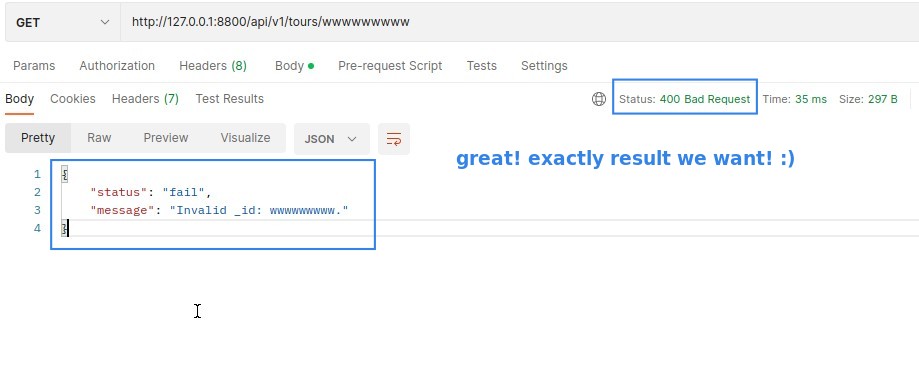 GET http://127.0.0.1:8800/api/v1/tours/wwwwwwwww
Params Authorization Headers (8) Body Pre-request Script Tests Settings
Body Cookies Headers (7) Test Results Status: 400 Bad Request Time: 35 ms Size: 297 B
Pretty Raw Preview Visualize JSON
great! exactly result we want! :)
1 {
2 "status": "fail",
3 "message": "Invalid _id: wwwwwwwww."
4 }